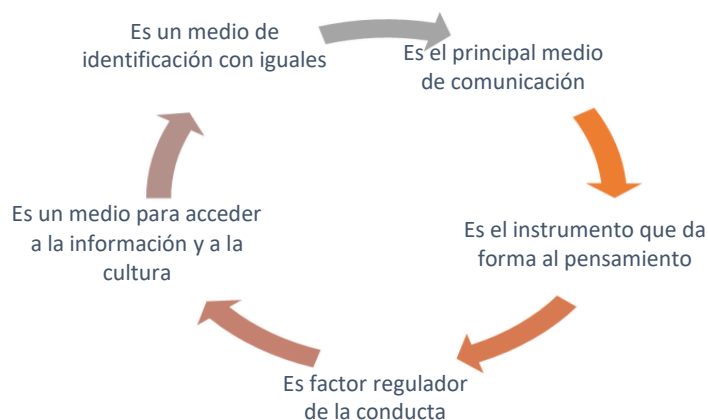 Es un medio de
identificación con iguales
Es el principal medio
de comunicación
Es el instrumento que da
forma al pensamiento
Es factor regulador
de la conducta
Es un medio para acceder
a la información y a la
cultura